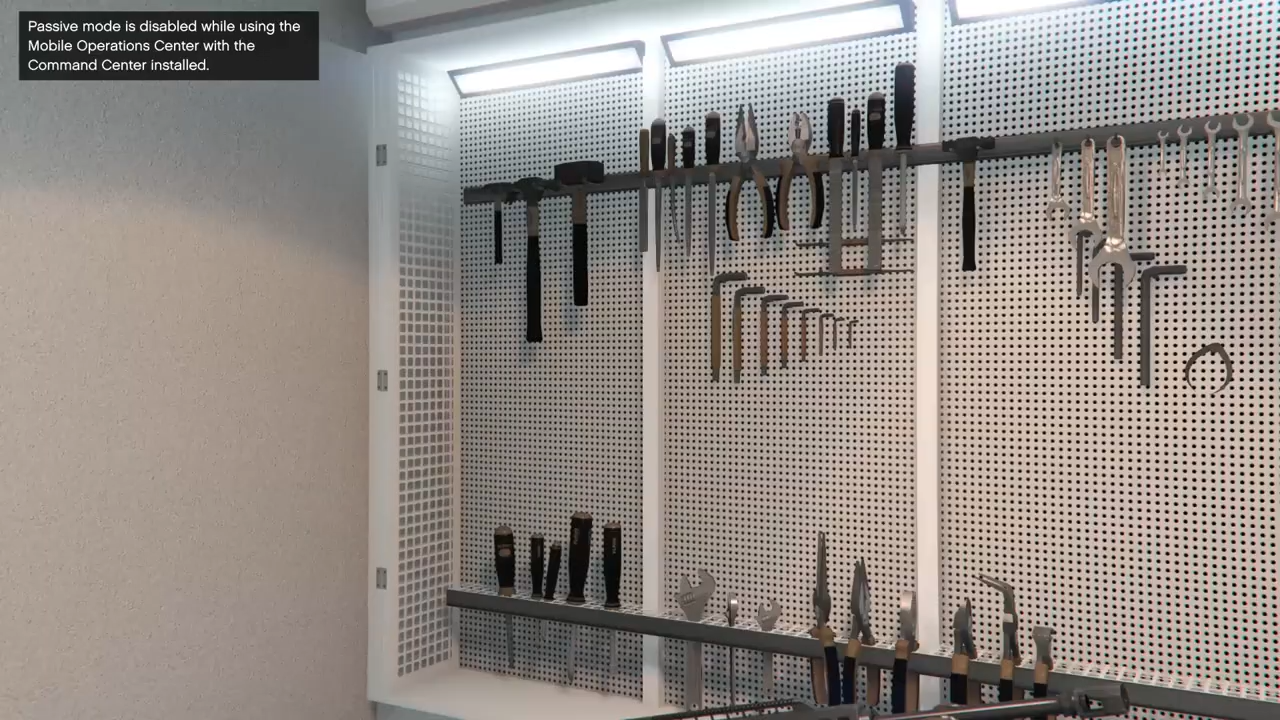 Passive mode is disabled while using the
Mobile Operations Center with the
Command Center installed.